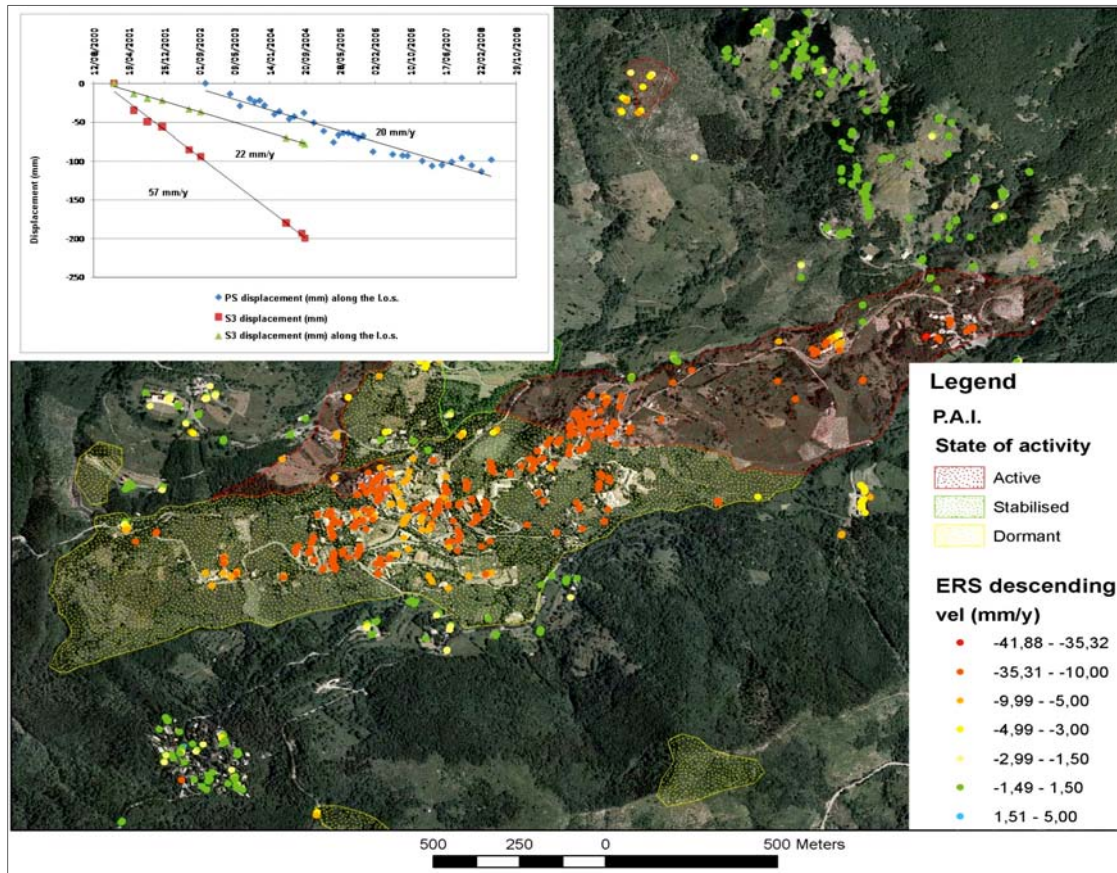 12/08/2000 19/04/2001 25/12/2001 01/09/2002 09/05/2003 14/01/2004 20/09/2004 28/05/2005 02/02/2006 10/10/2006 17/06/2007 22/02/2008 29/10/2008
Displacement (mm)
0
-50
-100
-150
-200
-250
20 mm/y
22 mm/y
57 mm/y
PS displacement (mm) along the l.o.s.
S3 displacement (mm)
S3 displacement (mm) along the l.o.s.
Legend
P.A.I.
State of activity
Active
Stabilised
Dormant
ERS descending
vel (mm/y)
-41,88 - -35,32
-35,31 - -10,00
-9,99 - -5,00
-4,99 - -3,00
-2,99 - -1,50
-1,49 - 1,50
1,51 - 5,00
500 250 0 500 Meters